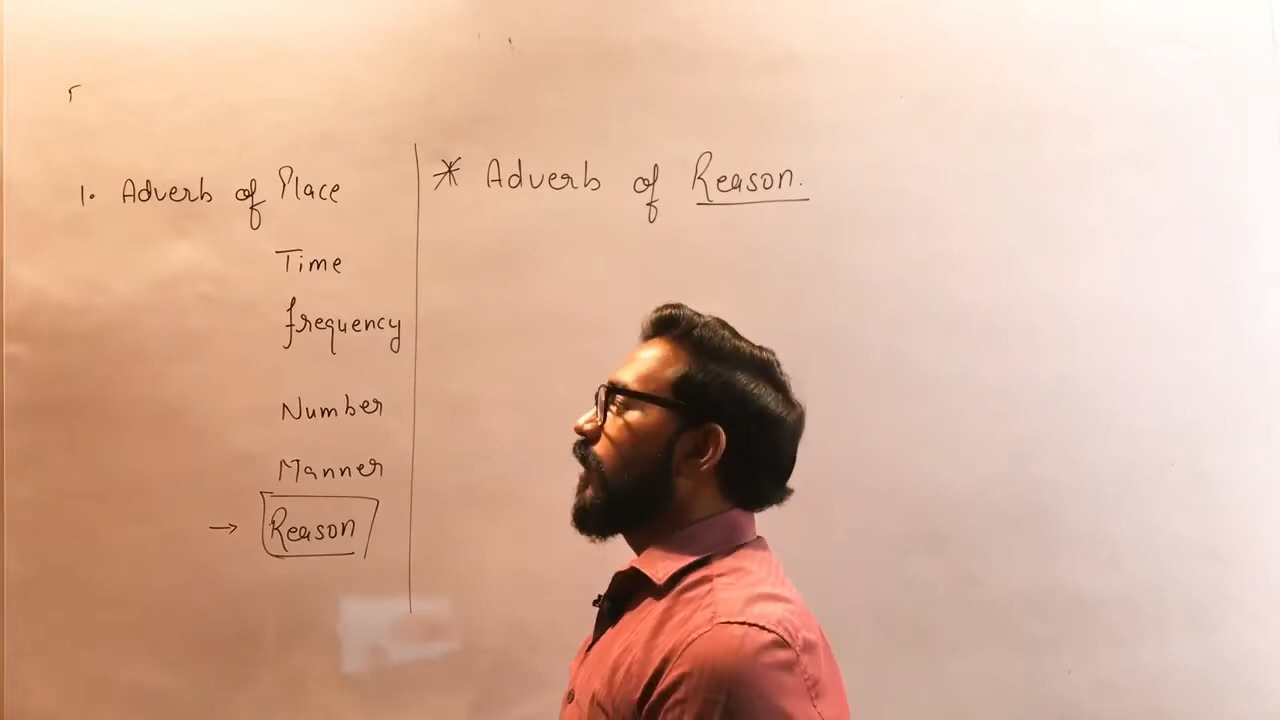 1. Adverb of Place
Time
frequency
Number
Manner
→ Reason
* Adverb of Reason.